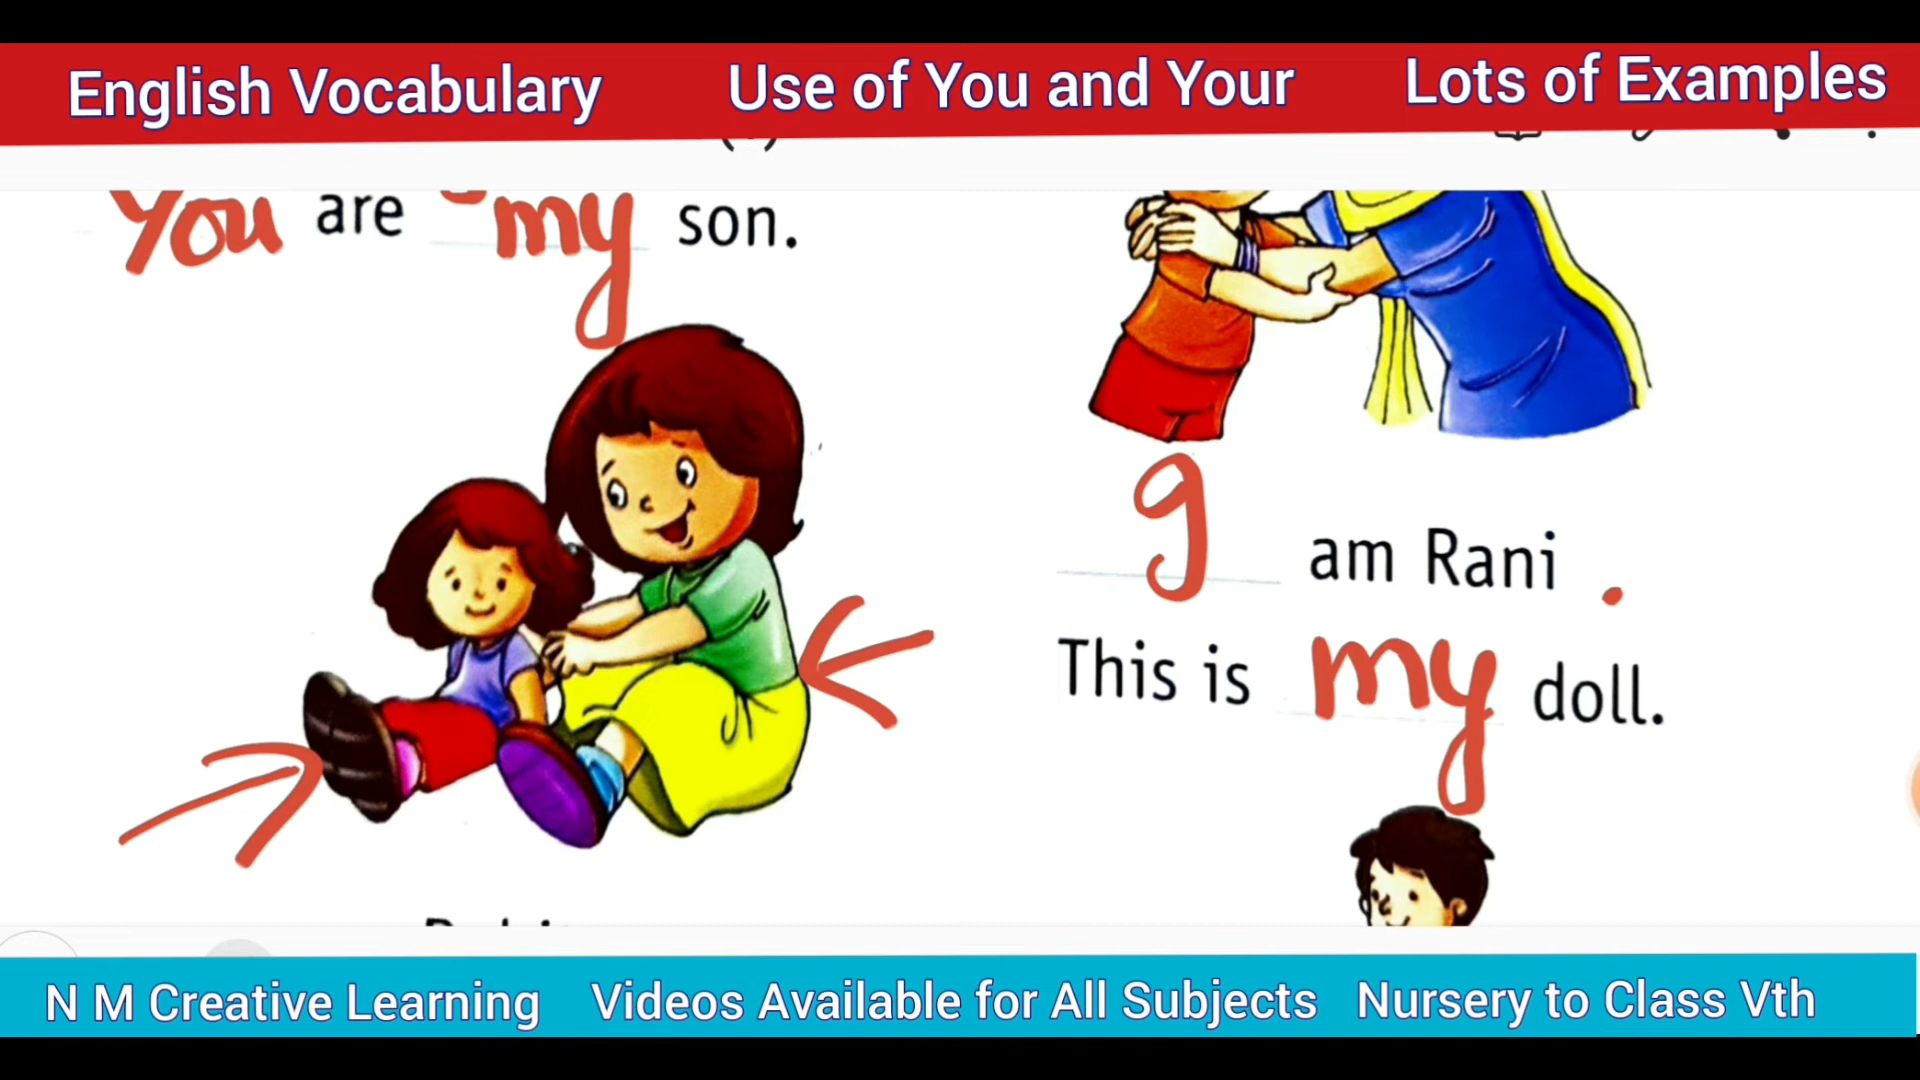 English Vocabulary Use of You and Your Lots of Examples
You are my son.
I am Rani .
This is my doll.
N M Creative Learning Videos Available for All Subjects Nursery to Class Vth